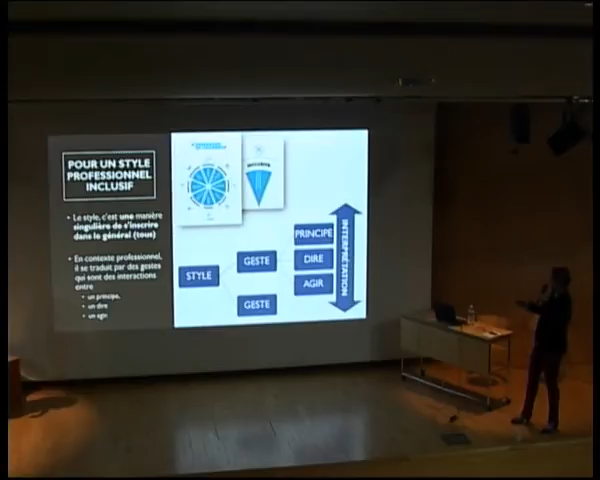 POUR UN STYLE
PROFESSIONNEL
INCLUSIF
• Le style, c'est une manière
singulière de s'inscrire
dans le général (tous)
• En contexte professionnel,
il se traduit par des gestes
qui sont des interactions
entre
• un principe,
• un dire
• un agir
STYLE
GESTE
GESTE
PRINCIPE
DIRE
AGIR
INTERPRÉTATION